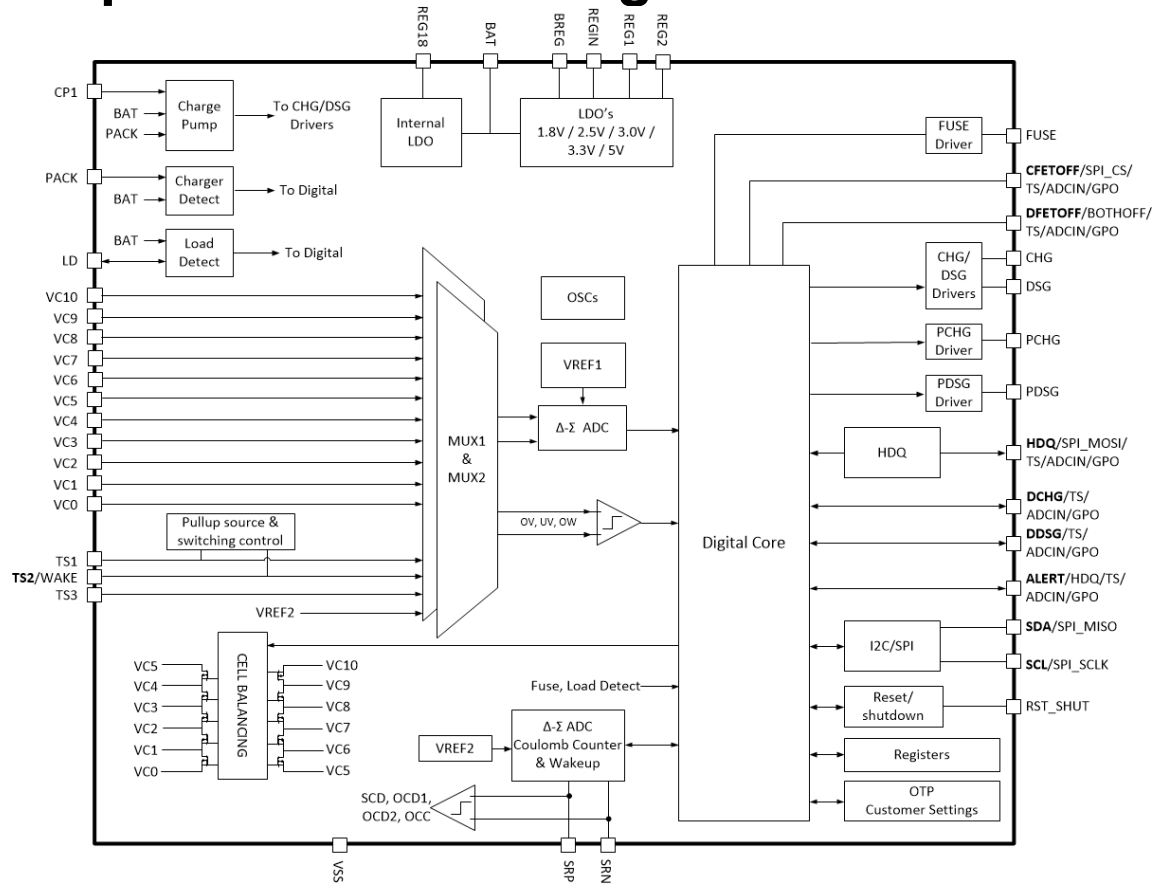 REG18
BAT
BREG
REGIN
REG1
REG2
CP1
BAT
PACK
Charge
Pump
To CHG/DSG
Drivers
Internal
LDO
LDO's
1.8V / 2.5V / 3.0V /
3.3V / 5V
FUSE
Driver
FUSE
PACK
BAT
Charger
Detect
To Digital
CFETOFF/SPI_CS/
TS/ADCIN/GPO
DFETOFF/BOTHOFF/
TS/ADCIN/GPO
BAT
LD
Load
Detect
To Digital
CHG/
DSG
Drivers
CHG
DSG
VC10
VC9
VC8
VC7
VC6
VC5
VC4
VC3
VC2
VC1
VC0
OSCs
VREF1
Δ-Σ ADC
MUX1
&
MUX2
OV, UV, OW
PCHG
Driver
PCHG
PDSG
Driver
PDSG
HDQ
HDQ/SPI_MOSI/
TS/ADCIN/GPO
DCHG/TS/
ADCIN/GPO
DDSG/TS/
ADCIN/GPO
ALERT/HDQ/TS/
ADCIN/GPO
Digital Core
Pullup source &
switching control
TS1
TS2/WAKE
TS3
VREF2
I2C/SPI
SDA/SPI_MISO
SCL/SPI_SCLK
CELL BALANCING
VC5
VC4
VC3
VC2
VC1
VC0
VC10
VC9
VC8
VC7
VC6
VC5
Fuse, Load Detect
Reset/
shutdown
RST_SHUT
VREF2
Δ-Σ ADC
Coulomb Counter
& Wakeup
Registers
OTP
Customer Settings
SCD, OCD1,
OCD2, OCC
VSS
SRP
SRN